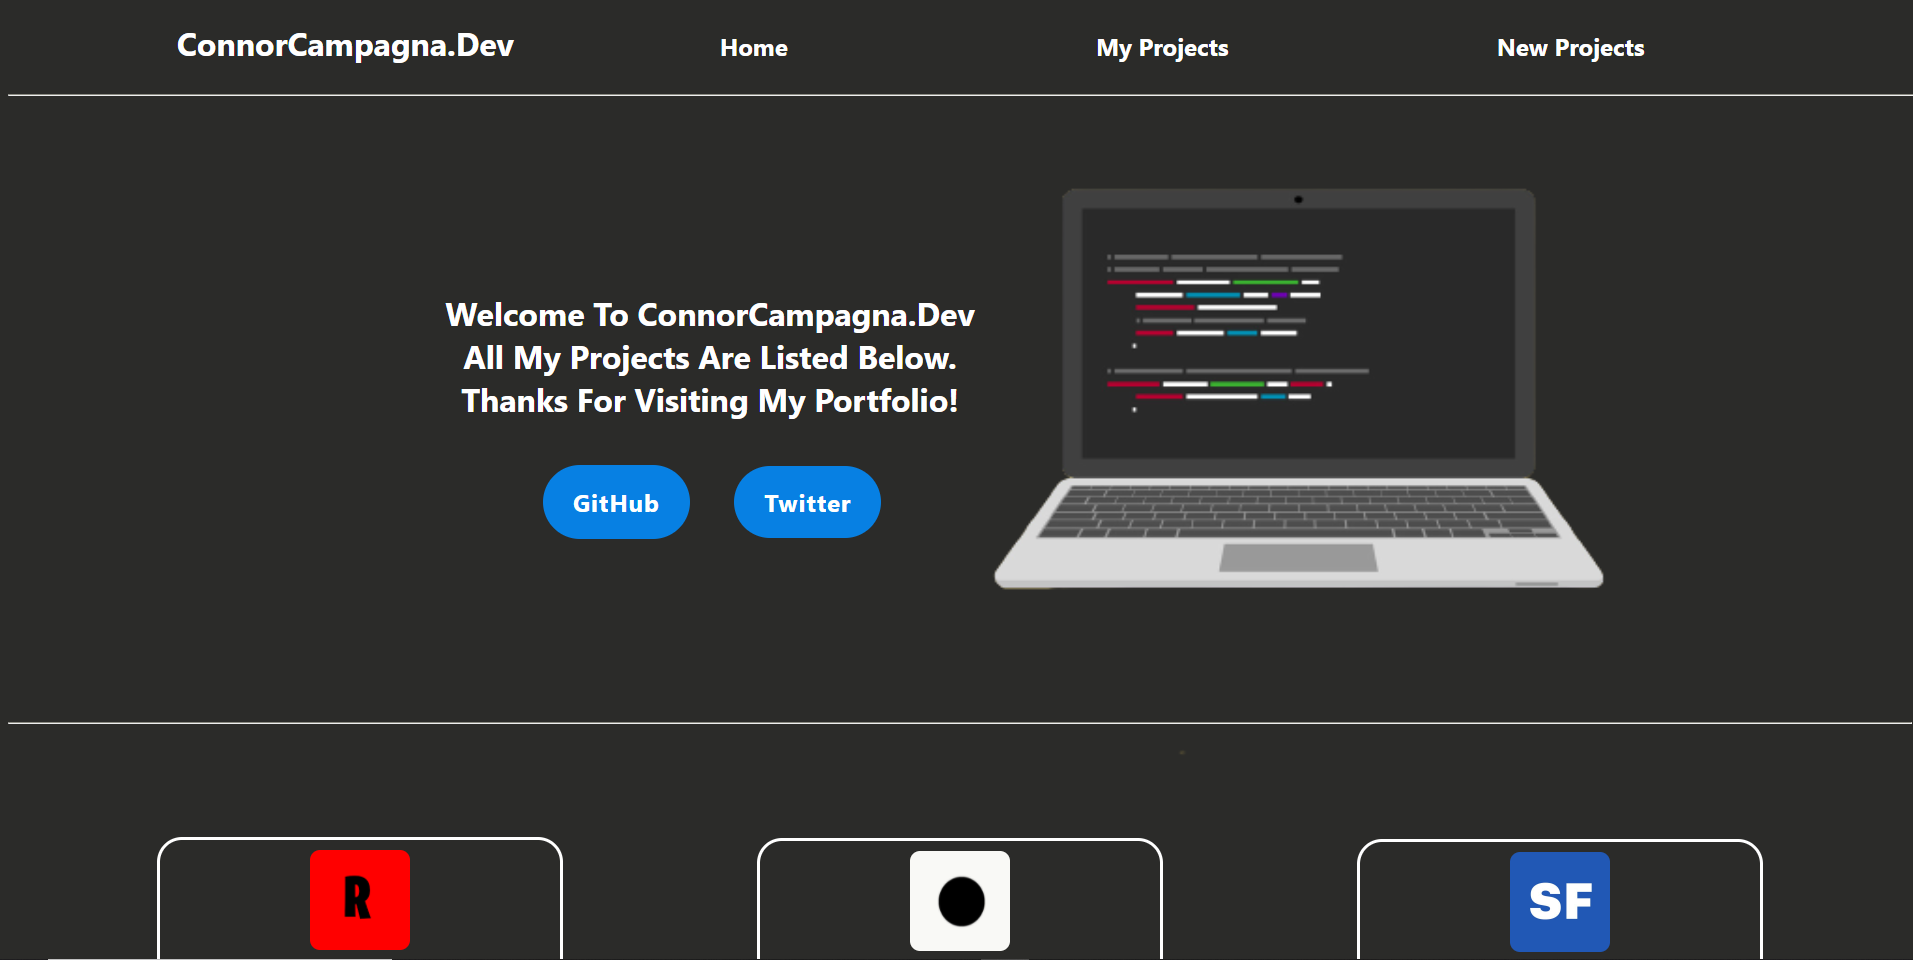 ConnorCampagna.Dev
Home
My Projects
New Projects
Welcome To ConnorCampagna.Dev
All My Projects Are Listed Below.
Thanks For Visiting My Portfolio!
GitHub
Twitter
R
SF